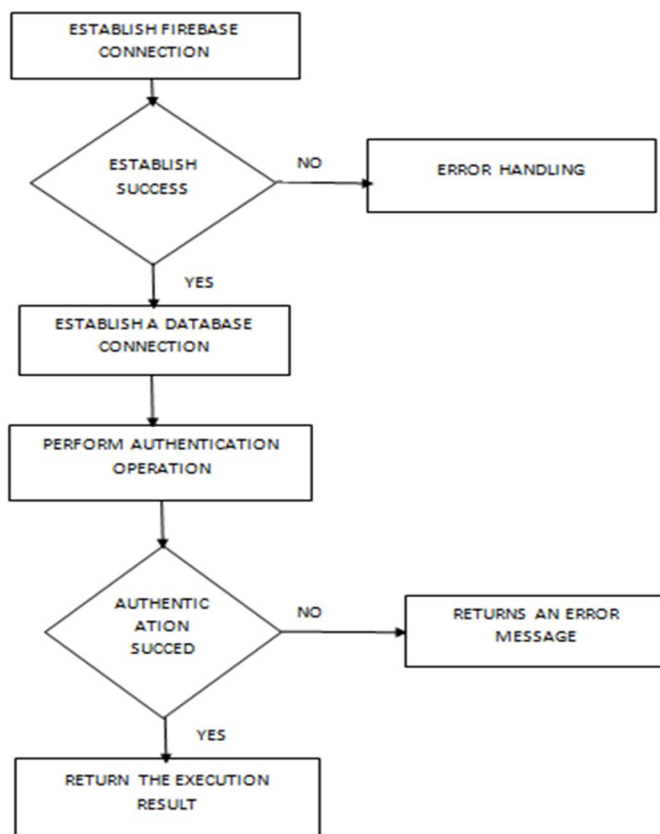 ESTABLISH FIREBASE
CONNECTION
ESTABLISH
SUCCESS
NO
ERROR HANDLING
YES
ESTABLISH A DATABASE
CONNECTION
PERFORM AUTHENTICATION
OPERATION
AUTHENTIC
ATION
SUCCED
NO
RETURNS AN ERROR
MESSAGE
YES
RETURN THE EXECUTION
RESULT